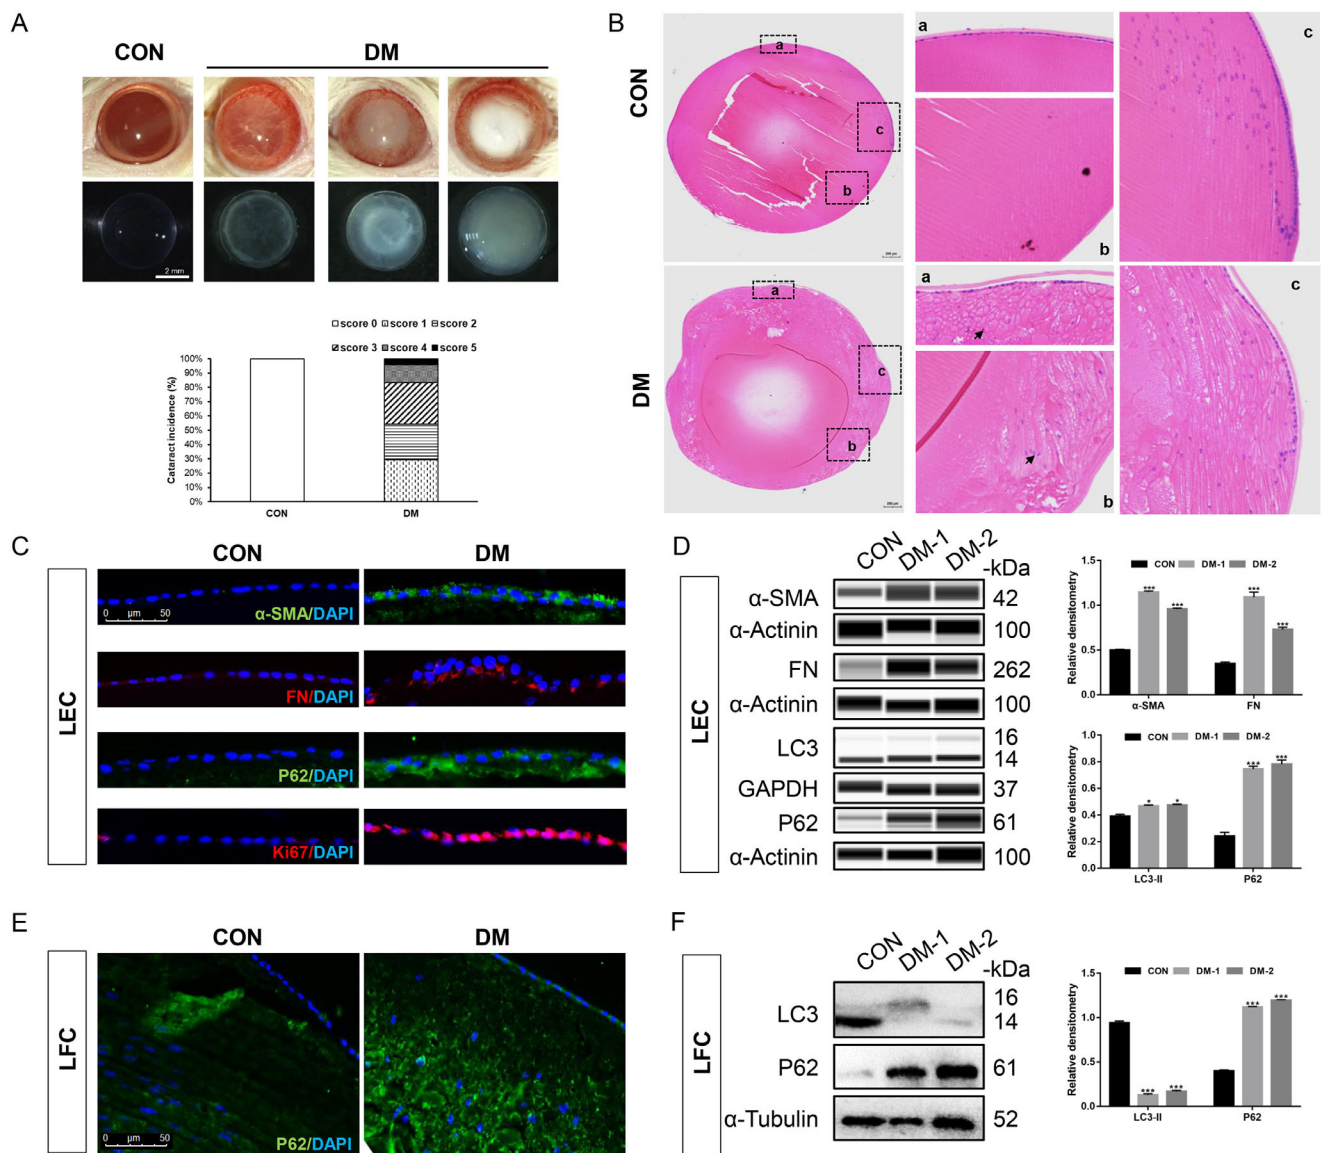 A
CON
DM
2 mm
score 0 score 1 score 2
score 3 score 4 score 5
Cataract incidence (%)
100%
90%
80%
70%
60%
50%
40%
30%
20%
10%
0%
CON
DM
B
CON
a
c
b
a
b
c
200 μm
DM
a
c
b
a
b
c
200 μm
C
CON
DM
LEC
μm
0 50
α-SMA/DAPI
FN/DAPI
P62/DAPI
Ki67/DAPI
D
CON DM-1 DM-2
-kDa
LEC
α-SMA 42
α-Actinin 100
FN 262
α-Actinin 100
LC3 16
14
GAPDH 37
P62 61
α-Actinin 100
CON DM-1 DM-2
Relative densitometry
1.5
1.0
0.5
0.0
*** *** *** ***
α-SMA FN
CON DM-1 DM-2
Relative densitometry
1.0
0.8
0.6
0.4
0.2
0.0
* * *** ***
LC3-II P62
E
CON
DM
LFC
μm
0 50
P62/DAPI
F
CON DM-1 DM-2
-kDa
LFC
LC3 16
14
P62 61
α-Tubulin 52
CON DM-1 DM-2
Relative densitometry
1.5
1.0
0.5
0.0
*** *** *** ***
LC3-II P62